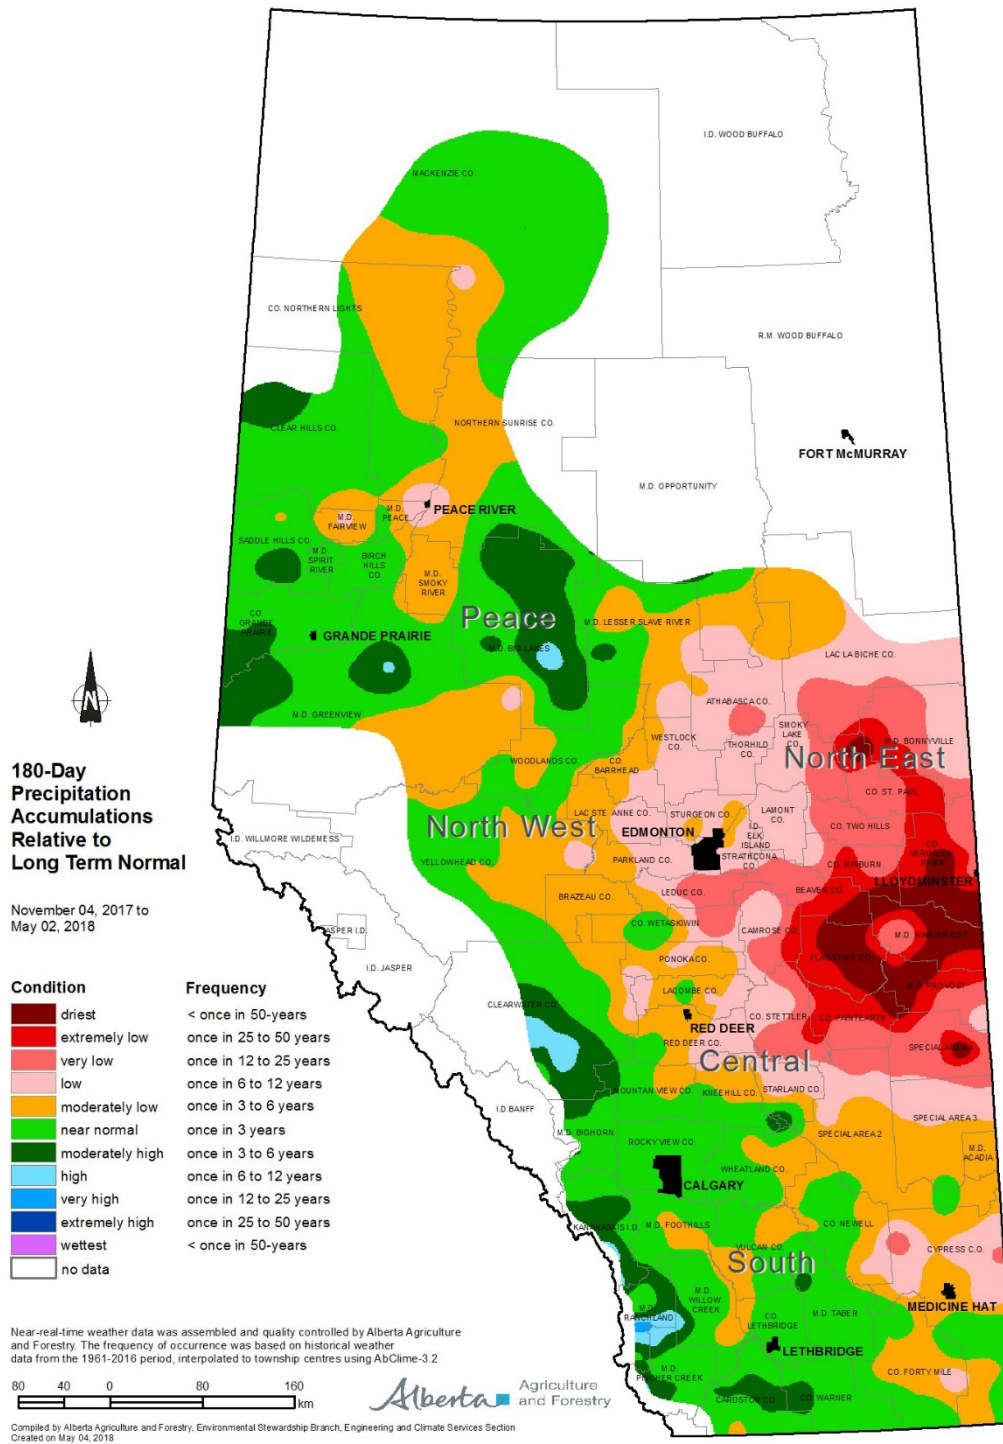 180-Day
Precipitation
Accumulations
Relative to
Long Term Normal
November 04, 2017 to
May 02, 2018
Condition Frequency
driest < once in 50-years
extremely low once in 25 to 50 years
very low once in 12 to 25 years
low once in 6 to 12 years
moderately low once in 3 to 6 years
near normal once in 3 years
moderately high once in 3 to 6 years
high once in 6 to 12 years
very high once in 12 to 25 years
extremely high once in 25 to 50 years
wettest < once in 50-years
no data
Near-real-time weather data was assembled and quality controlled by Alberta Agriculture
and Forestry. The frequency of occurrence was based on historical weather
data from the 1961-2016 period, interpolated to township centres using AbClime-3.2
80 40 0 80 160
km
Alberta Agriculture
and Forestry
Compiled by Alberta Agriculture and Forestry, Environmental Stewardship Branch, Engineering and Climate Services Section
Created on May 04, 2018
N
I.D. WOOD BUFFALO
MACKENZIE CO.
CO. NORTHERN LIGHTS
R.M. WOOD BUFFALO
NORTHERN SUNRISE CO.
CLEAR HILLS CO.
FORT McMURRAY
M.D. OPPORTUNITY
PEACE RIVER
M.D.
PEACE
M.D.
FAIRVIEW
SADDLE HILLS CO.
M.D.
SPIRIT
RIVER
BIRCH
HILLS
CO.
M.D.
SMOKY
RIVER
Peace
CO.
GRANDE
PRAIRIE
GRANDE PRAIRIE
M.D. LESSER SLAVE RIVER
M.D. BIG LAKES
LAC LA BICHE CO.
M.D. GREENVIEW
ATHABASCA CO.
SMOKY
LAKE
CO.
WESTLOCK
CO.
THORHILD
CO.
M.D. BONNYVILLE
North East
WOODLANDS CO.
CO.
BARRHEAD
CO. ST. PAUL
LAC STE ANNE CO.
STURGEON CO.
LAMONT
CO.
North West
EDMONTON
I.D.
ELK
ISLAND
CO. TWO HILLS
I.D. WILLMORE WILDERNESS
YELLOWHEAD CO.
PARKLAND CO.
STRATHCONA
CO.
CO. MINBURN
CO.
VERMILION
RIVER
LLOYDMINSTER
LEDUC CO.
BEAVER CO.
BRAZEAU CO.
CO. WETASKIWIN
CAMROSE CO.
M.D. WAINWRIGHT
JASPER I.D.
I.D. JASPER
PONOKA CO.
FLAGSTAFF CO.
M.D. PROVOST
CLEARWATER CO.
LACOMBE CO.
RED DEER
CO. STETTLER
CO. PAINTEARTH
RED DEER CO.
SPECIAL AREA 4
Central
MOUNTAIN VIEW CO.
KNEEHILL CO.
STARLAND CO.
I.D. BANFF
SPECIAL AREA 3
M.D. BIGHORN
ROCKY VIEW CO.
SPECIAL AREA 2
M.D.
ACADIA
WHEATLAND CO.
CALGARY
KANANASKIS I.D.
M.D. FOOTHILLS
CO. NEWELL
VULCAN CO.
CYPRESS C.O.
South
M.D.
WILLOW
CREEK
MEDICINE HAT
M.D.
RANCHLAND
M.D. TABER
CO.
LETHBRIDGE
LETHBRIDGE
M.D.
PINCHER CREEK
CO. FORTY MILE
CARDSTON CO.
CO. WARNER